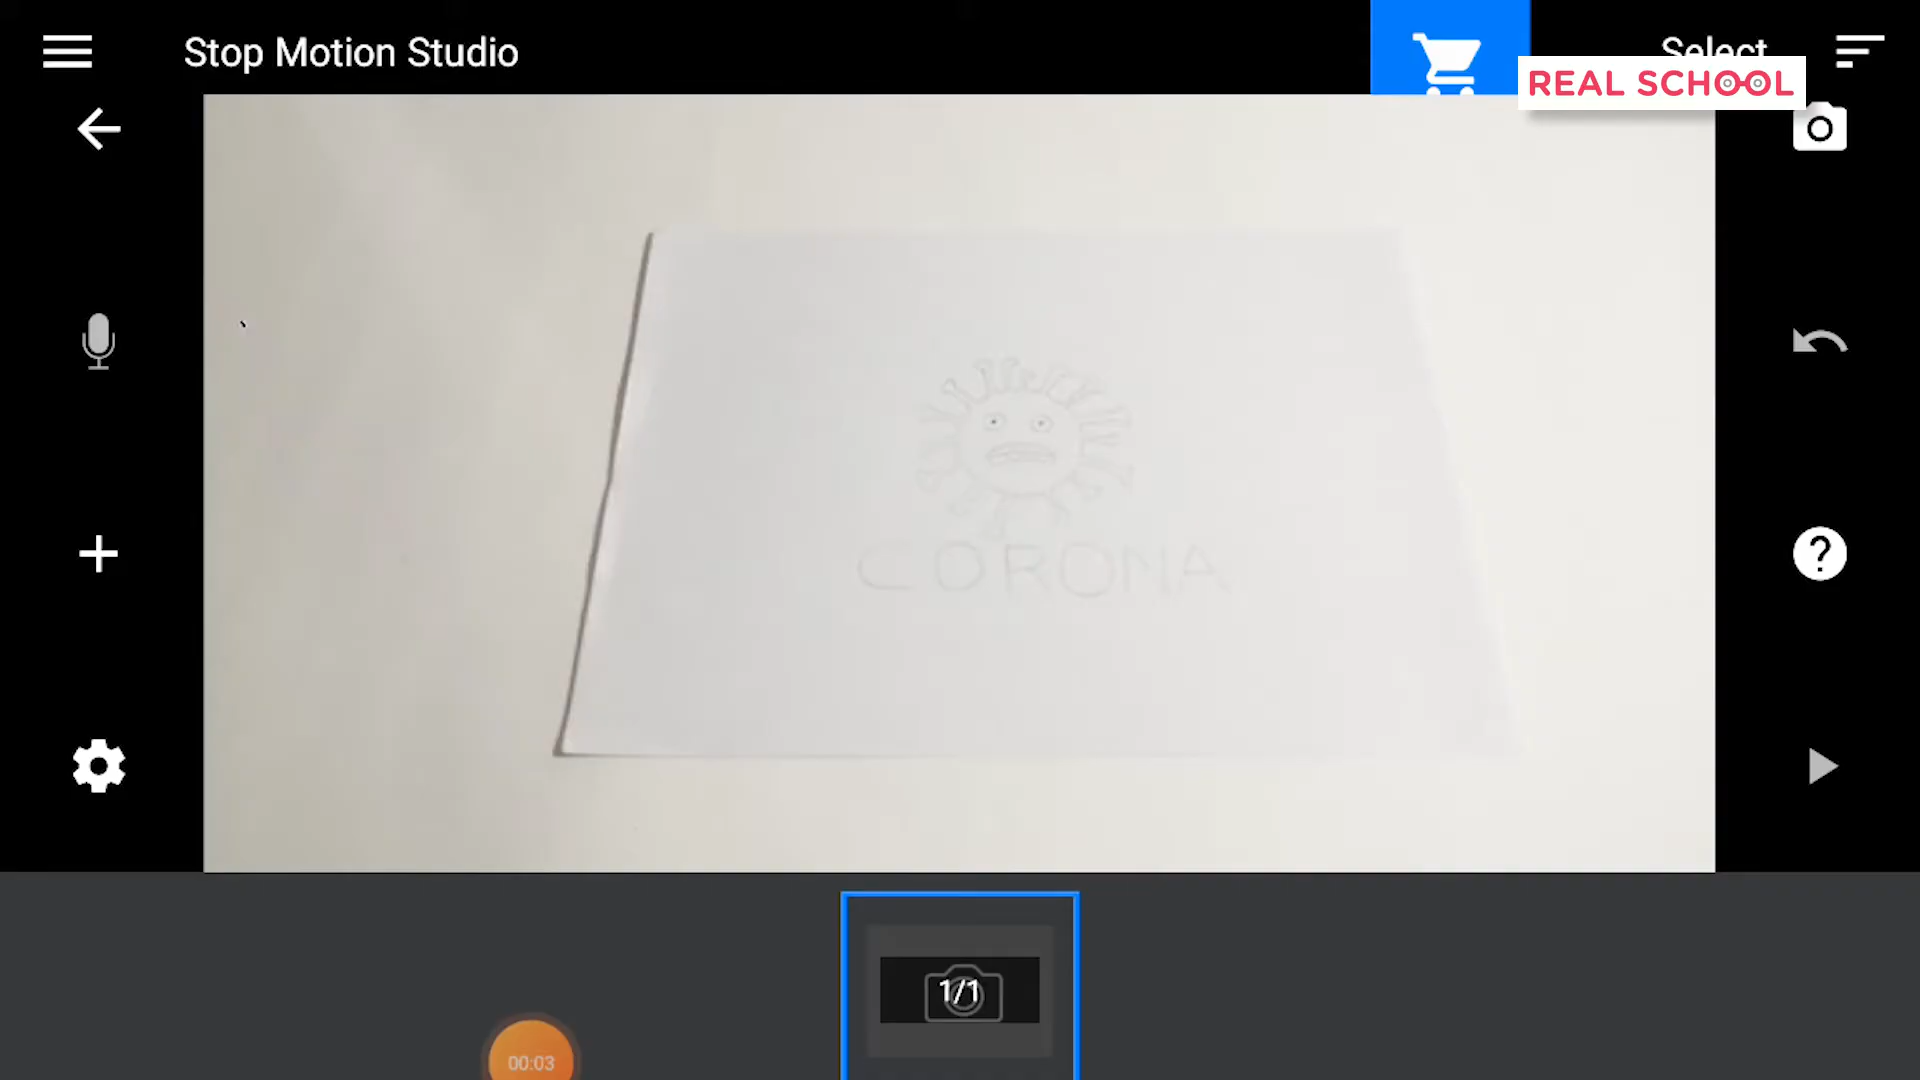 Stop Motion Studio
Select
REAL SCHOOL
CORONA
1/1
00:03